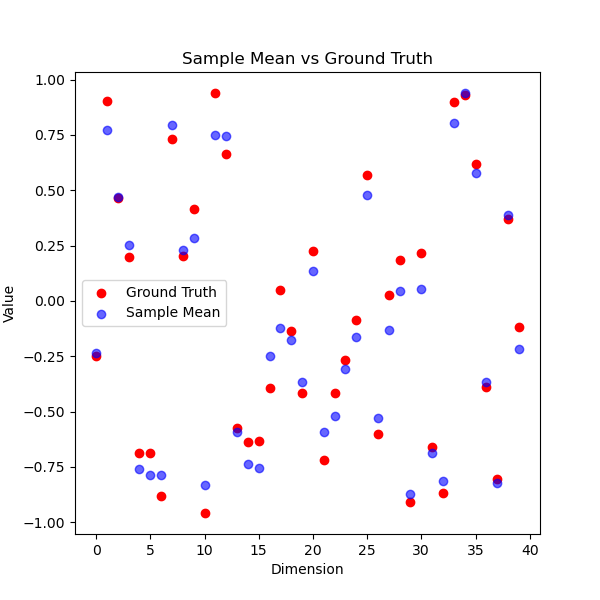 Sample Mean vs Ground Truth
1.00
0.75
0.50
0.25
0.00
−0.25
−0.50
−0.75
−1.00
Value
Ground Truth
Sample Mean
0 5 10 15 20 25 30 35 40
Dimension